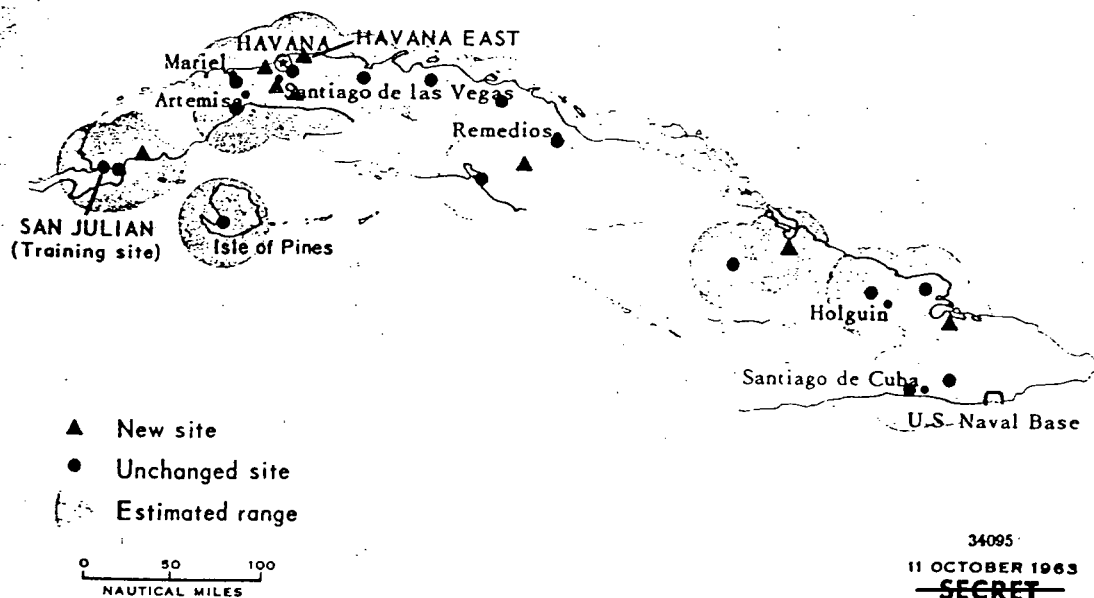 HAVANA
HAVANA EAST
Mariel
Santiago de las Vegas
Artemisa
Remedios
SAN JULIAN
(Training site)
Isle of Pines
Holguin
Santiago de Cuba
U.S. Naval Base
New site
Unchanged site
Estimated range
0 50 100
NAUTICAL MILES
34095
11 OCTOBER 1963
SECRET